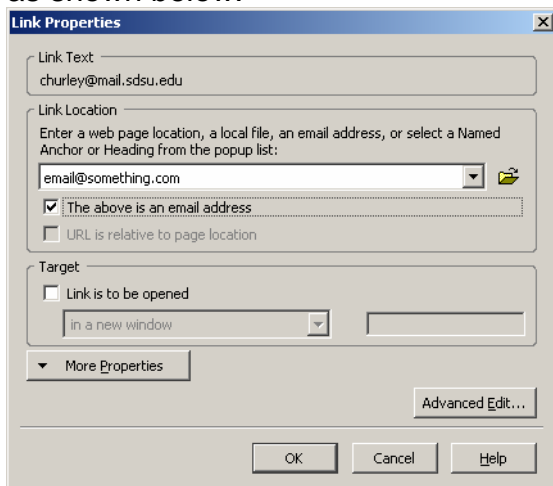 as shown below.
Link Properties
Link Text
churley@mail.sdsu.edu
Link Location
Enter a web page location, a local file, an email address, or select a Named
Anchor or Heading from the popup list:
email@something.com
The above is an email address
URL is relative to page location
Target
Link is to be opened
in a new window
More Properties
Advanced Edit...
OK Cancel Help